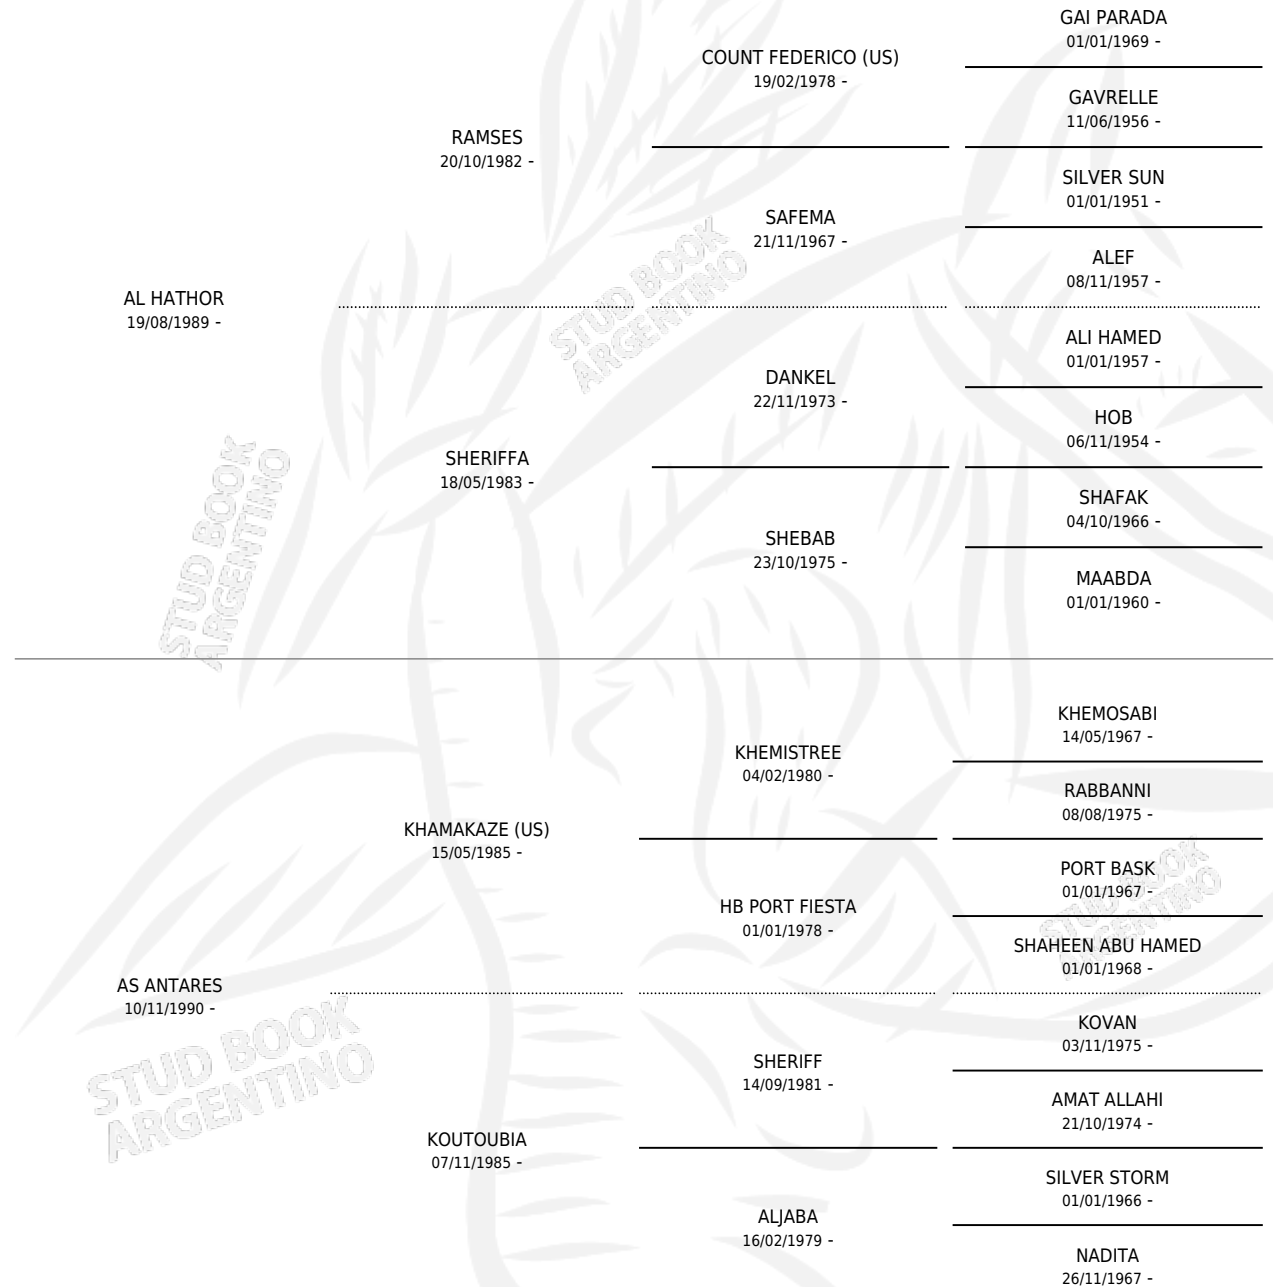 GAI PARADA
01/01/1969 -
COUNT FEDERICO (US)
19/02/1978 -
GAVRELLE
11/06/1956 -
RAMSES
20/10/1982 -
SILVER SUN
01/01/1951 -
SAFEMA
21/11/1967 -
ALEF
08/11/1957 -
AL HATHOR
19/08/1989 -
STUD BOOK
ARGENTINO
ALI HAMED
01/01/1957 -
DANKEL
22/11/1973 -
HOB
06/11/1954 -
SHERIFFA
18/05/1983 -
SHAFAK
04/10/1966 -
SHEBAB
23/10/1975 -
MAABDA
01/01/1960 -
STUD BOOK
ARGENTINO
KHEMOSABI
14/05/1967 -
KHEMISTREE
04/02/1980 -
RABBANNI
08/08/1975 -
KHAMAKAZE (US)
15/05/1985 -
PORT BASK
01/01/1967 -
HB PORT FIESTA
01/01/1978 -
SHAHEEN ABU HAMED
01/01/1968 -
STUD BOOK
ARGENTINO
AS ANTARES
10/11/1990 -
KOVAN
03/11/1975 -
SHERIFF
14/09/1981 -
AMAT ALLAHI
21/10/1974 -
STUD BOOK
ARGENTINO
KOUTOUBIA
07/11/1985 -
SILVER STORM
01/01/1966 -
ALJABA
16/02/1979 -
NADITA
26/11/1967 -